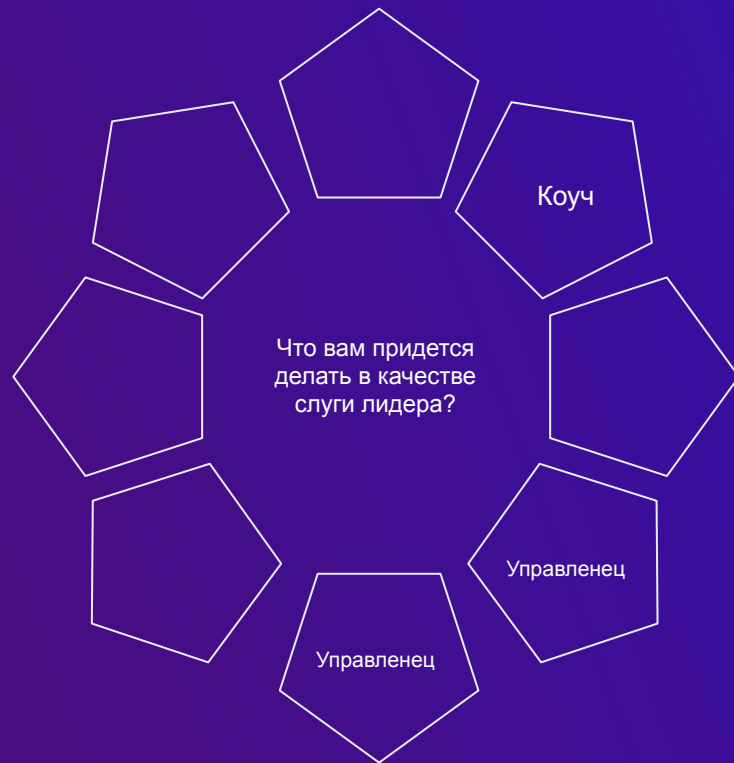 Коуч
Что вам придется
делать в качестве
слуги лидера?
Управленец
Управленец